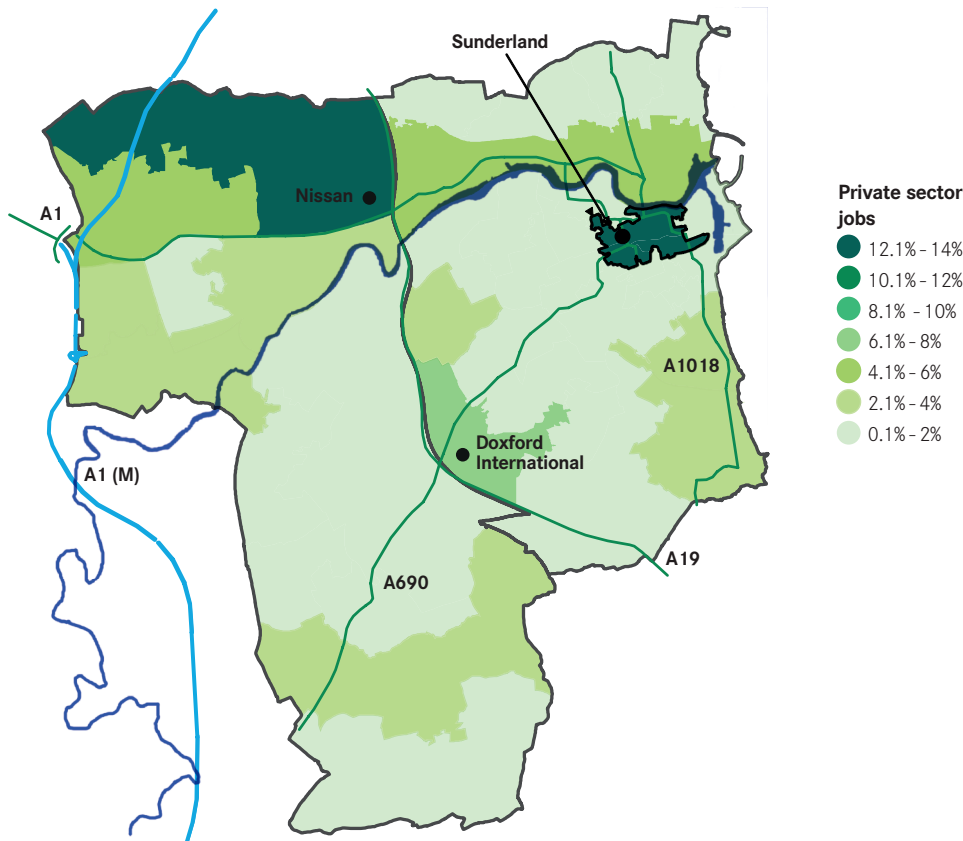 Sunderland
Nissan
A1
A1018
Doxford
International
A1 (M)
A19
A690
Private sector
jobs
12.1% - 14%
10.1% - 12%
8.1% - 10%
6.1% - 8%
4.1% - 6%
2.1% - 4%
0.1% - 2%